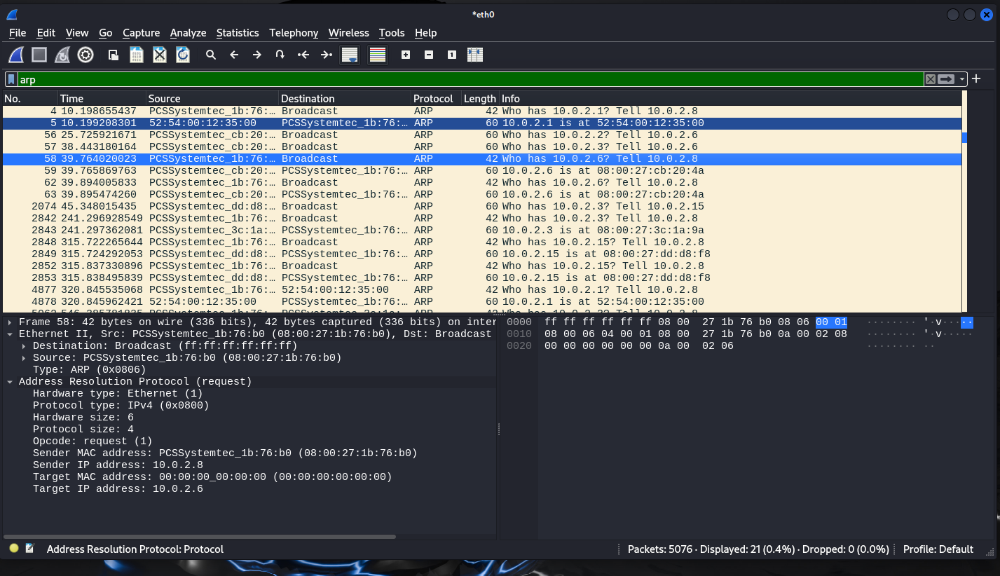 *eth0
File Edit View Go Capture Analyze Statistics Telephony Wireless Tools Help
arp
No. Time Source Destination Protocol Length Info
4 10.198655437 PCSSystemtec_1b:76:… Broadcast ARP 42 Who has 10.0.2.1? Tell 10.0.2.8
5 10.199208301 52:54:00:12:35:00 PCSSystemtec_1b:76:… ARP 60 10.0.2.1 is at 52:54:00:12:35:00
56 25.725921671 PCSSystemtec_cb:20:… Broadcast ARP 60 Who has 10.0.2.2? Tell 10.0.2.6
57 38.443180164 PCSSystemtec_cb:20:… Broadcast ARP 60 Who has 10.0.2.3? Tell 10.0.2.6
58 39.764020023 PCSSystemtec_1b:76:… Broadcast ARP 42 Who has 10.0.2.6? Tell 10.0.2.8
59 39.765869763 PCSSystemtec_cb:20:… PCSSystemtec_1b:76:… ARP 60 10.0.2.6 is at 08:00:27:cb:20:4a
62 39.894005833 PCSSystemtec_1b:76:… Broadcast ARP 42 Who has 10.0.2.6? Tell 10.0.2.8
63 39.895474260 PCSSystemtec_cb:20:… PCSSystemtec_1b:76:… ARP 60 10.0.2.6 is at 08:00:27:cb:20:4a
2074 45.348015435 PCSSystemtec_dd:d8:… Broadcast ARP 60 Who has 10.0.2.3? Tell 10.0.2.15
2842 241.296928549 PCSSystemtec_1b:76:… Broadcast ARP 42 Who has 10.0.2.3? Tell 10.0.2.8
2843 241.297362081 PCSSystemtec_3c:1a:… PCSSystemtec_1b:76:… ARP 60 10.0.2.3 is at 08:00:27:3c:1a:9a
2848 315.722265644 PCSSystemtec_1b:76:… Broadcast ARP 42 Who has 10.0.2.15? Tell 10.0.2.8
2849 315.724292053 PCSSystemtec_dd:d8:… PCSSystemtec_1b:76:… ARP 60 10.0.2.15 is at 08:00:27:dd:d8:f8
2852 315.837330896 PCSSystemtec_1b:76:… Broadcast ARP 42 Who has 10.0.2.15? Tell 10.0.2.8
2853 315.838495839 PCSSystemtec_dd:d8:… PCSSystemtec_1b:76:… ARP 60 10.0.2.15 is at 08:00:27:dd:d8:f8
4877 320.845535068 PCSSystemtec_1b:76:… 52:54:00:12:35:00 ARP 42 Who has 10.0.2.1? Tell 10.0.2.8
4878 320.845962421 52:54:00:12:35:00 PCSSystemtec_1b:76:… ARP 60 10.0.2.1 is at 52:54:00:12:35:00
Frame 58: 42 bytes on wire (336 bits), 42 bytes captured (336 bits) on inter
Ethernet II, Src: PCSSystemtec_1b:76:b0 (08:00:27:1b:76:b0), Dst: Broadcast
Destination: Broadcast (ff:ff:ff:ff:ff:ff)
Source: PCSSystemtec_1b:76:b0 (08:00:27:1b:76:b0)
Type: ARP (0x0806)
Address Resolution Protocol (request)
Hardware type: Ethernet (1)
Protocol type: IPv4 (0x0800)
Hardware size: 6
Protocol size: 4
Opcode: request (1)
Sender MAC address: PCSSystemtec_1b:76:b0 (08:00:27:1b:76:b0)
Sender IP address: 10.0.2.8
Target MAC address: 00:00:00_00:00:00 (00:00:00:00:00:00)
Target IP address: 10.0.2.6
0000 ff ff ff ff ff ff 08 00 27 1b 76 b0 08 06 00 01 ········ '·v·····
0010 08 00 06 04 00 01 08 00 27 1b 76 b0 0a 00 02 08 ········ '·v·····
0020 00 00 00 00 00 00 0a 00 02 06 ········ ··
Address Resolution Protocol: Protocol
Packets: 5076 · Displayed: 21 (0.4%) · Dropped: 0 (0.0%)
Profile: Default